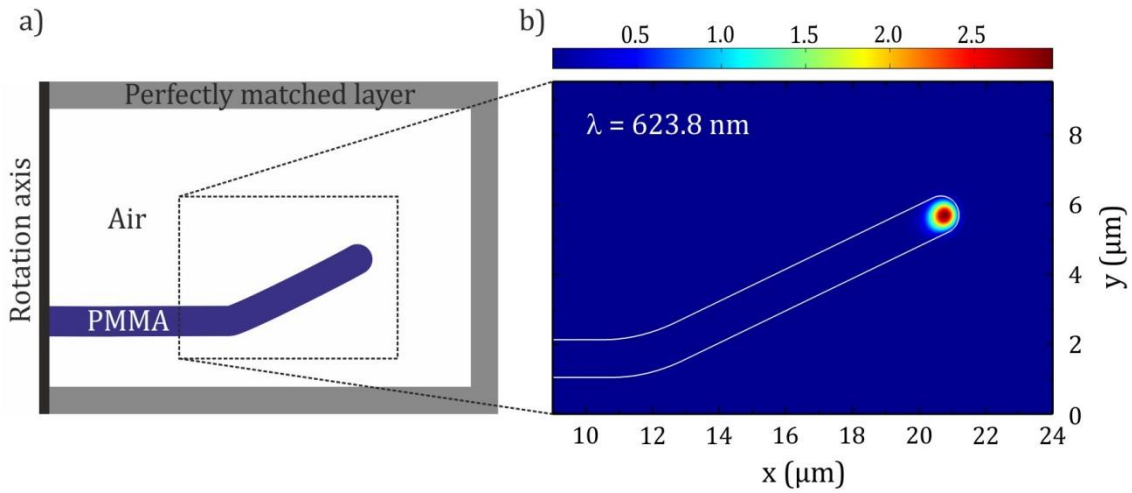 a)
Perfectly matched layer
Rotation axis
Air
PMMA
b)
0.5 1.0 1.5 2.0 2.5
λ = 623.8 nm
8
6
4
2
0
y (μm)
10 12 14 16 18 20 22 24
x (μm)